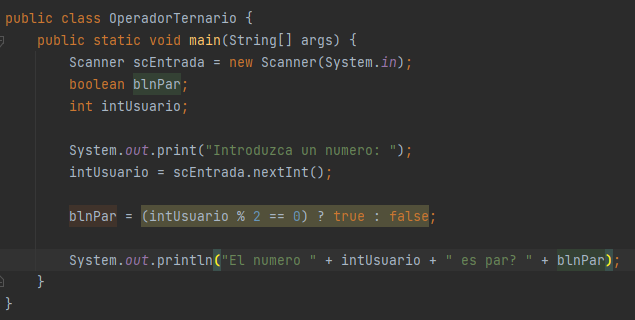 public class OperadorTernario {
    public static void main(String[] args) {
        Scanner scEntrada = new Scanner(System.in);
        boolean blnPar;
        int intUsuario;

        System.out.print("Introduzca un numero: ");
        intUsuario = scEntrada.nextInt();

        blnPar = (intUsuario % 2 == 0) ? true : false;

        System.out.println("El numero " + intUsuario + " es par? " + blnPar);
    }
}